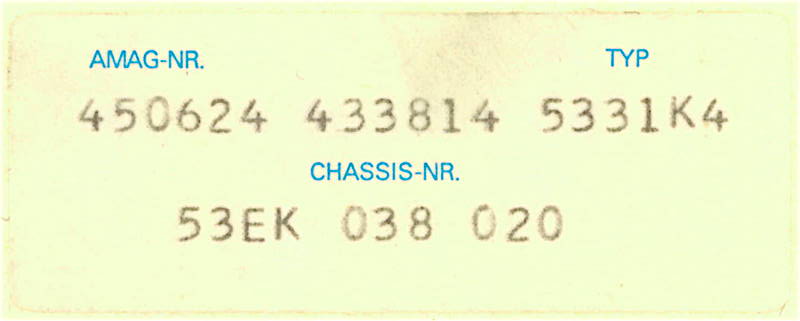 AMAG-NR. TYP
450624 433814 5331K4
CHASSIS-NR.
53EK 038 020